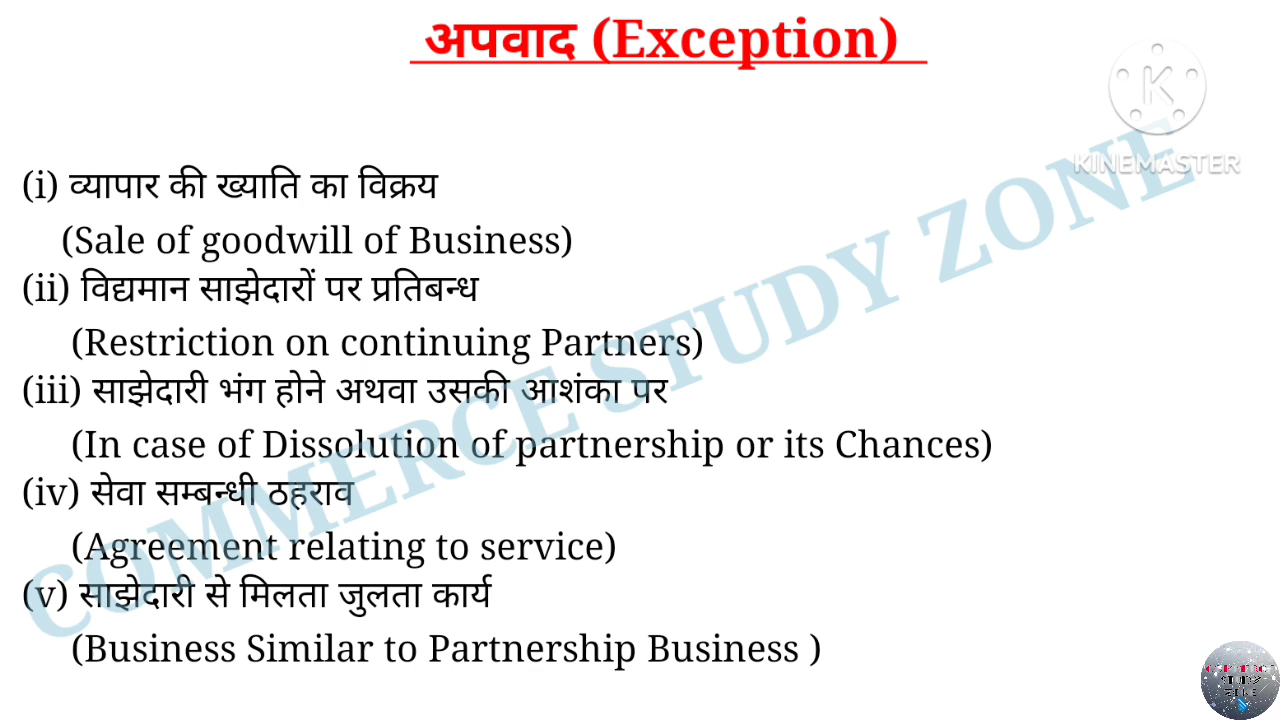 अपवाद (Exception)
K
KINEMASTER
(i) व्यापार की ख्याति का विक्रय
(Sale of goodwill of Business)
(ii) विद्यमान साझेदारों पर प्रतिबन्ध
(Restriction on continuing Partners)
(iii) साझेदारी भंग होने अथवा उसकी आशंका पर
(In case of Dissolution of partnership or its Chances)
(iv) सेवा सम्बन्धी ठहराव
(Agreement relating to service)
(v) साझेदारी से मिलता जुलता कार्य
(Business Similar to Partnership Business )
COMMERCE STUDY ZONE
STUDY
ZONE